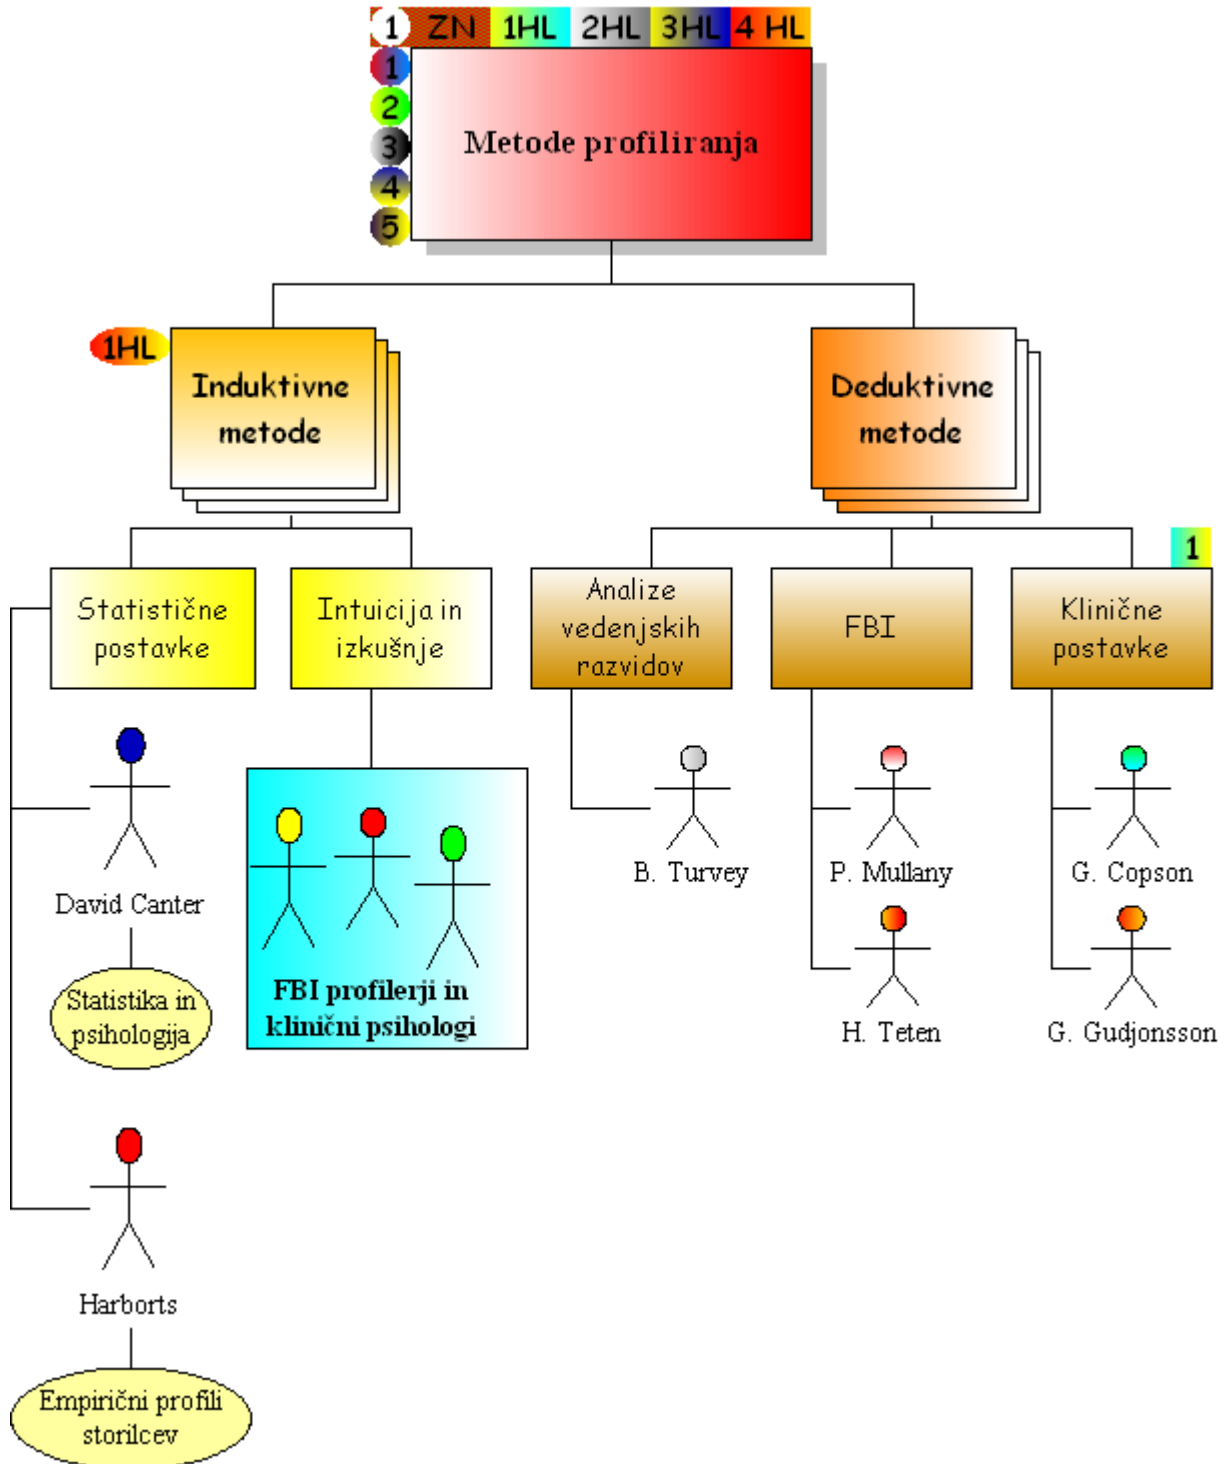 1 ZN 1HL 2HL 3HL 4 HL
1
2
3
4
5
Metode profiliranja
1HL
Induktivne
metode
Deduktivne
metode
1
Statistične
postavke
Intuicija in
izkušnje
Analize
vedenjskih
razvidov
FBI
Klinične
postavke
David Canter
Statistika in
psihologija
FBI profilerji in
klinični psihologi
B. Turvey
P. Mullany
H. Teten
G. Copson
G. Gudjonsson
Harborts
Empirični profili
storilcev